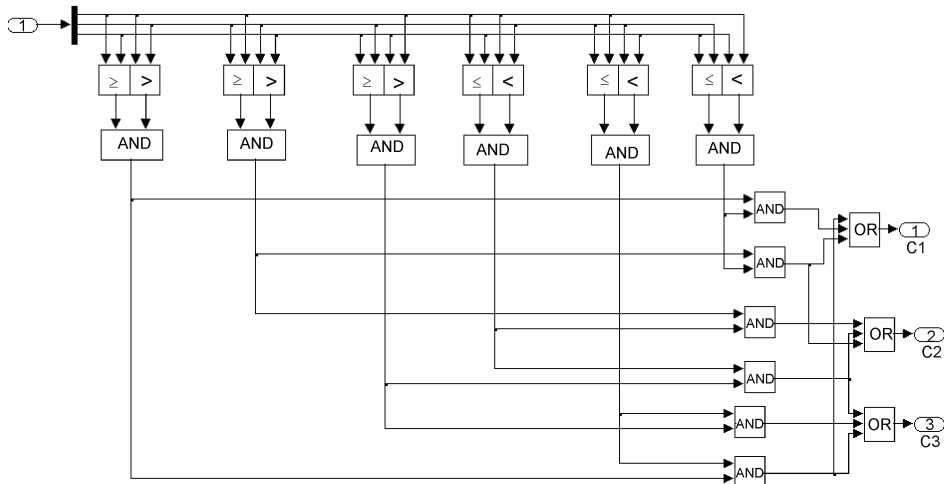 1
≥ > ≥ > ≥ > ≤ < ≤ < ≤ <
AND AND AND AND AND AND
AND
OR
1
C1
AND
AND
OR
2
C2
AND
AND
OR
3
C3
AND